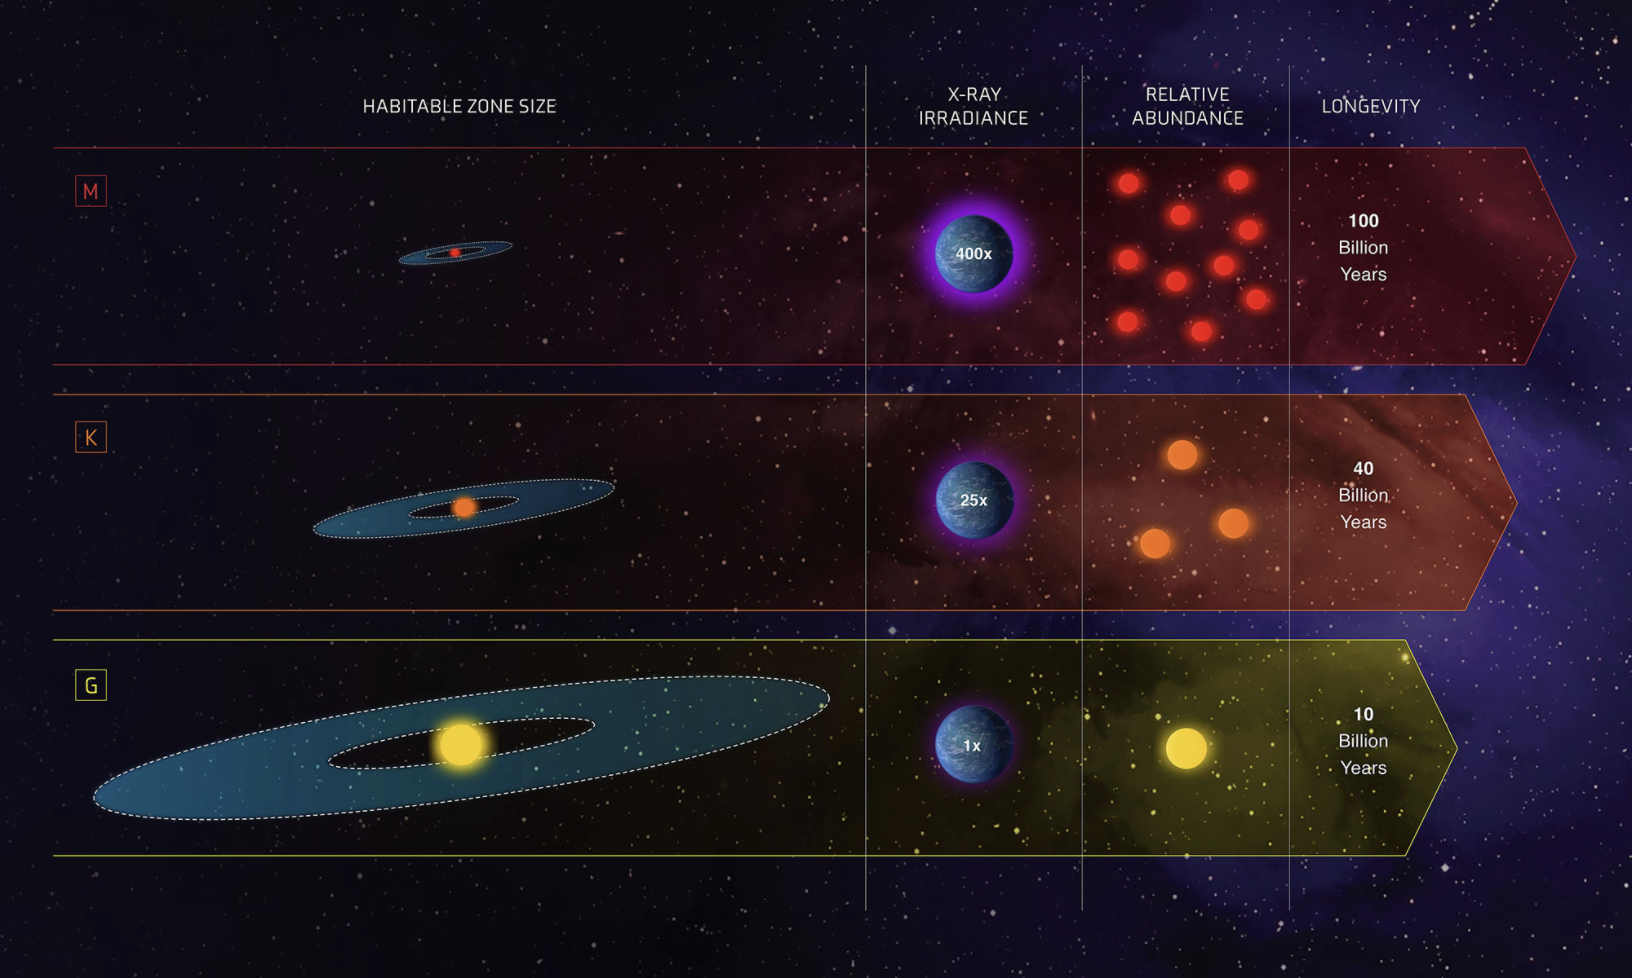 HABITABLE ZONE SIZE
X-RAY
IRRADIANCE
RELATIVE
ABUNDANCE
LONGEVITY
M
400x
100
Billion
Years
K
25x
40
Billion
Years
G
1x
10
Billion
Years